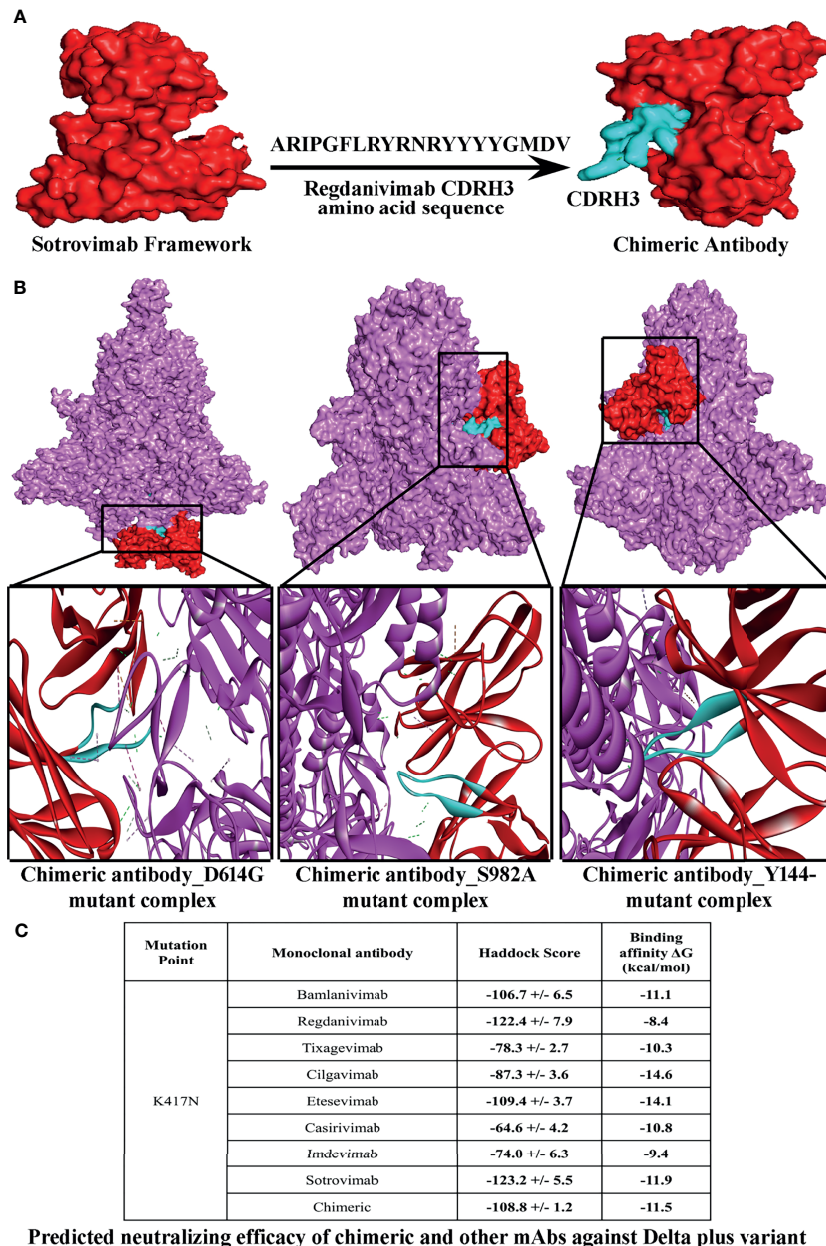 A
ARIPGFLRYRNRYYYYGMDV
Regdanivimab CDRH3
amino acid sequence
CDRH3
Sotrovimab Framework
Chimeric Antibody
B
Chimeric antibody_D614G
mutant complex
Chimeric antibody_S982A
mutant complex
Chimeric antibody_Y144-
mutant complex
C
Mutation
Point
Monoclonal antibody
Haddock Score
Binding
affinity ΔG
(kcal/mol)
K417N
Bamlanivimab -106.7 +/- 6.5 -11.1
Regdanivimab -122.4 +/- 7.9 -8.4
Tixagevimab -78.3 +/- 2.7 -10.3
Cilgavimab -87.3 +/- 3.6 -14.6
Etesevimab -109.4 +/- 3.7 -14.1
Casirivimab -64.6 +/- 4.2 -10.8
Imdevimab -74.0 +/- 6.3 -9.4
Sotrovimab -123.2 +/- 5.5 -11.9
Chimeric -108.8 +/- 1.2 -11.5
Predicted neutralizing efficacy of chimeric and other mAbs against Delta plus variant